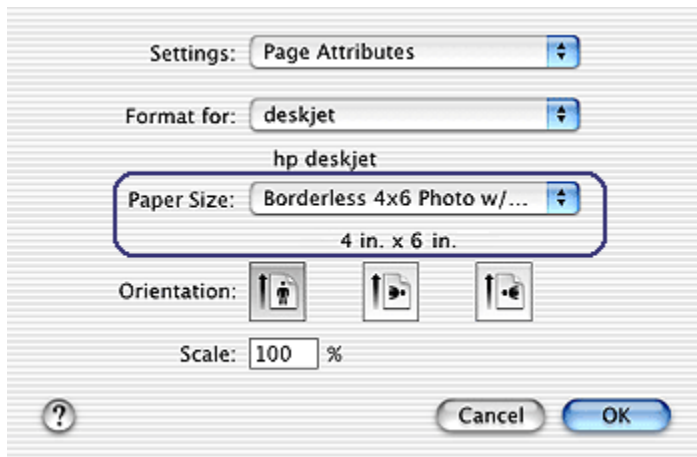 Settings: Page Attributes
Format for: deskjet
hp deskjet
Paper Size: Borderless 4x6 Photo w/...
4 in. x 6 in.
Orientation:
Scale: 100 %
? Cancel OK